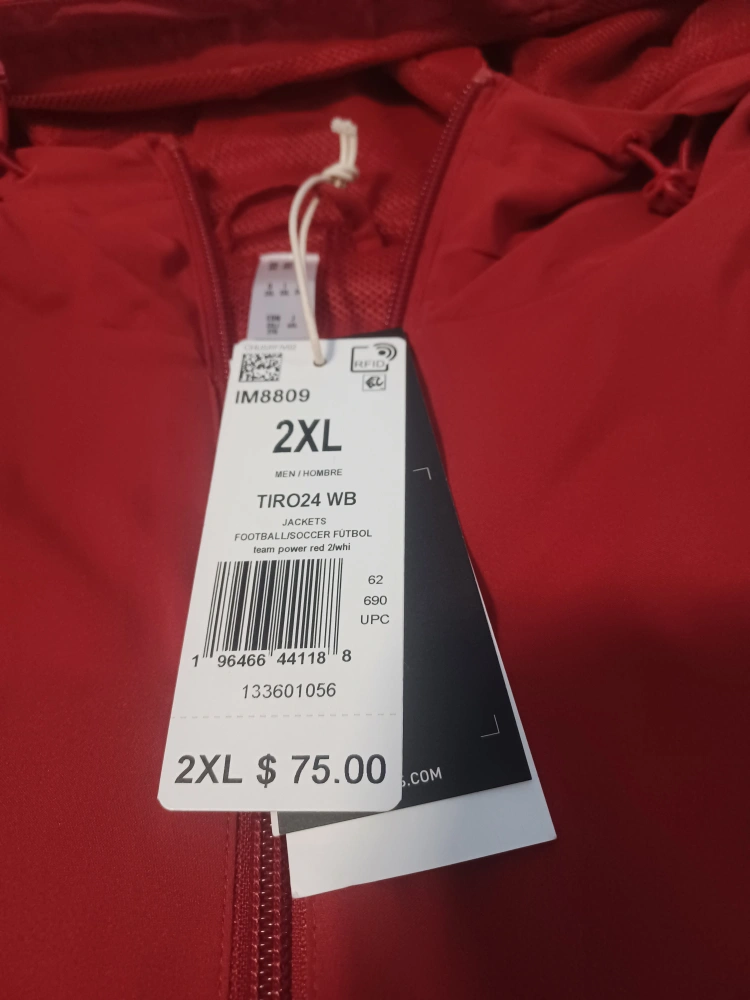 RFID
IM8809
2XL
MEN / HOMBRE
TIRO24 WB
JACKETS
FOOTBALL/SOCCER FÚTBOL
team power red 2/whi
62
690
UPC
1 96466 44118 8
133601056
2XL $ 75.00
.COM